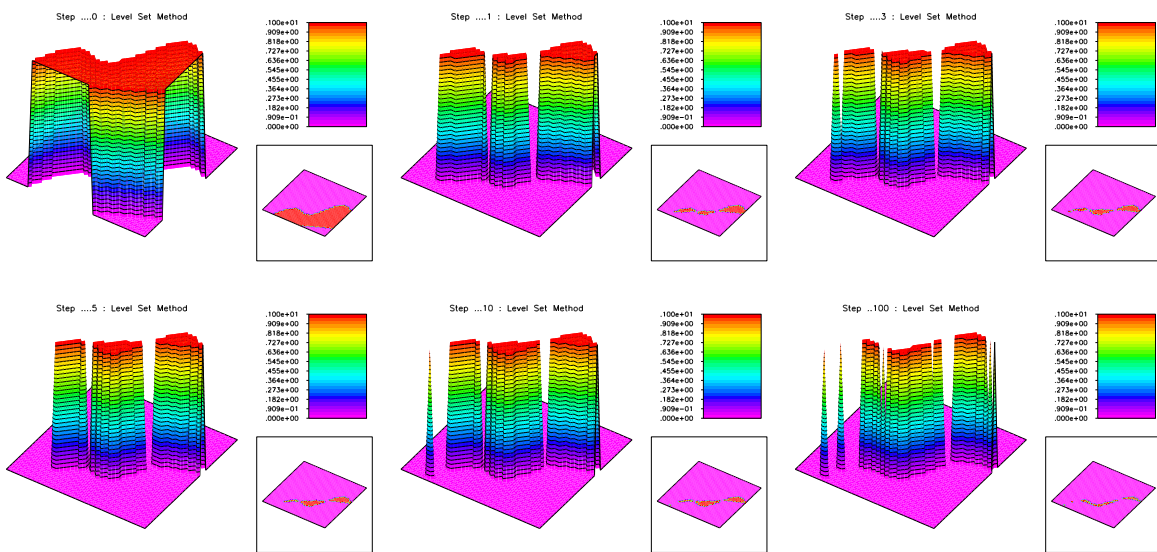 Step ....0 : Level Set Method
.100e+01
.909e+00
.818e+00
.727e+00
.636e+00
.545e+00
.455e+00
.364e+00
.273e+00
.182e+00
.909e-01
.000e+00
Step ....1 : Level Set Method
.100e+01
.909e+00
.818e+00
.727e+00
.636e+00
.545e+00
.455e+00
.364e+00
.273e+00
.182e+00
.909e-01
.000e+00
Step ....3 : Level Set Method
.100e+01
.909e+00
.818e+00
.727e+00
.636e+00
.545e+00
.455e+00
.364e+00
.273e+00
.182e+00
.909e-01
.000e+00
Step ....5 : Level Set Method
.100e+01
.909e+00
.818e+00
.727e+00
.636e+00
.545e+00
.455e+00
.364e+00
.273e+00
.182e+00
.909e-01
.000e+00
Step ...10 : Level Set Method
.100e+01
.909e+00
.818e+00
.727e+00
.636e+00
.545e+00
.455e+00
.364e+00
.273e+00
.182e+00
.909e-01
.000e+00
Step ..100 : Level Set Method
.100e+01
.909e+00
.818e+00
.727e+00
.636e+00
.545e+00
.455e+00
.364e+00
.273e+00
.182e+00
.909e-01
.000e+00